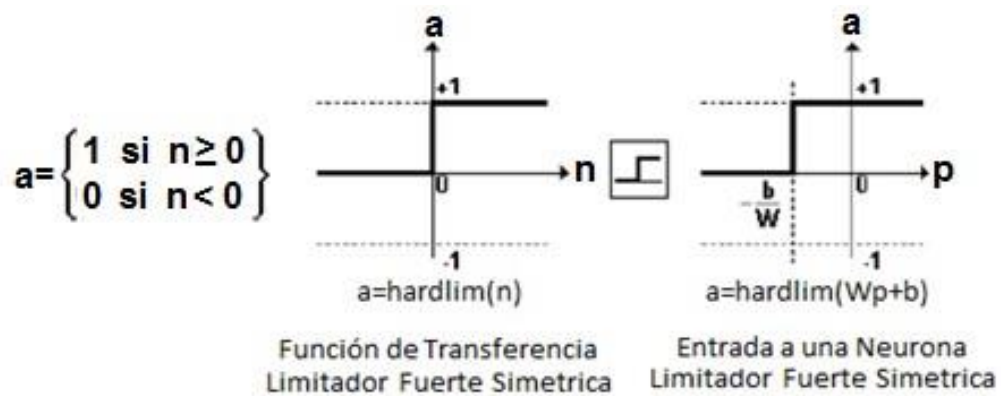 a={1 si n≥0
0 si n<0}
a
+1
n
0
-1
a=hardlim(n)
Función de Transferencia
Limitador Fuerte Simetrica
a
+1
p
0
-b/W
-1
a=hardlim(Wp+b)
Entrada a una Neurona
Limitador Fuerte Simetrica